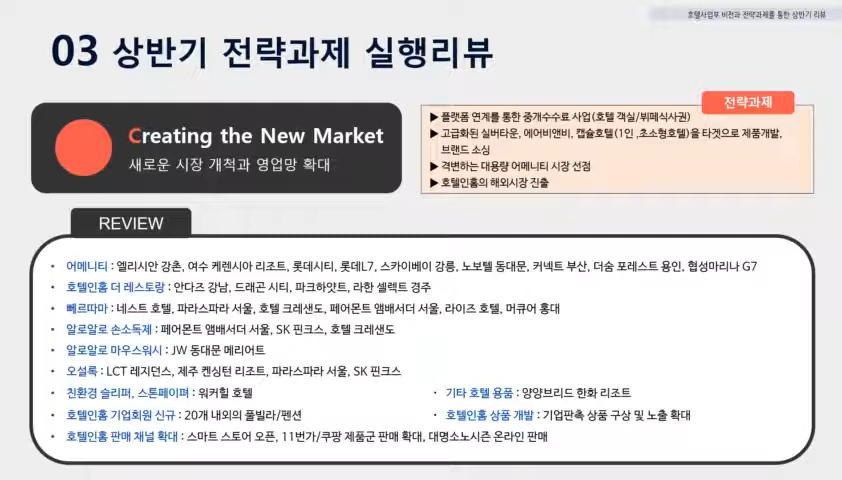 호텔사업부 비전과 전략과제를 통한 상반기 리뷰
03 상반기 전략과제 실행리뷰
Creating the New Market
새로운 시장 개척과 영업망 확대
전략과제
▶ 플랫폼 연계를 통한 중개수수료 사업(호텔 객실/뷔페식사권)
▶ 고급화된 실버타운, 에어비앤비, 캡슐호텔(1인 ,초소형호텔)을 타겟으로 제품개발,
브랜드 소싱
▶ 격변하는 대용량 어메니티 시장 선점
▶ 호텔인홈의 해외시장 진출
REVIEW
• 어메니티 : 엘리시안 강촌, 여수 케렌시아 리조트, 롯데시티, 롯데L7, 스카이베이 강릉, 노보텔 동대문, 커넥트 부산, 더숨 포레스트 용인, 협성마리나 G7
• 호텔인홈 더 레스토랑 : 안다즈 강남, 드래곤 시티, 파크하얏트, 라한 셀렉트 경주
• 뻬르따마 : 네스트 호텔, 파라스파라 서울, 호텔 크레센도, 페어몬트 앰배서더 서울, 라이즈 호텔, 머큐어 홍대
• 알로알로 손소독제 : 페어몬트 앰배서더 서울, SK 핀크스, 호텔 크레센도
• 알로알로 마우스워시 : JW 동대문 메리어트
• 오설록 : LCT 레지던스, 제주 켄싱턴 리조트, 파라스파라 서울, SK 핀크스
• 친환경 슬리퍼, 스톤페이퍼 : 워커힐 호텔
• 기타 호텔 용품 : 양양브리드 한화 리조트
• 호텔인홈 기업회원 신규 : 20개 내외의 풀빌라/펜션
• 호텔인홈 상품 개발 : 기업판촉 상품 구상 및 노출 확대
• 호텔인홈 판매 채널 확대 : 스마트 스토어 오픈, 11번가/쿠팡 제품군 판매 확대, 대명소노시즌 온라인 판매